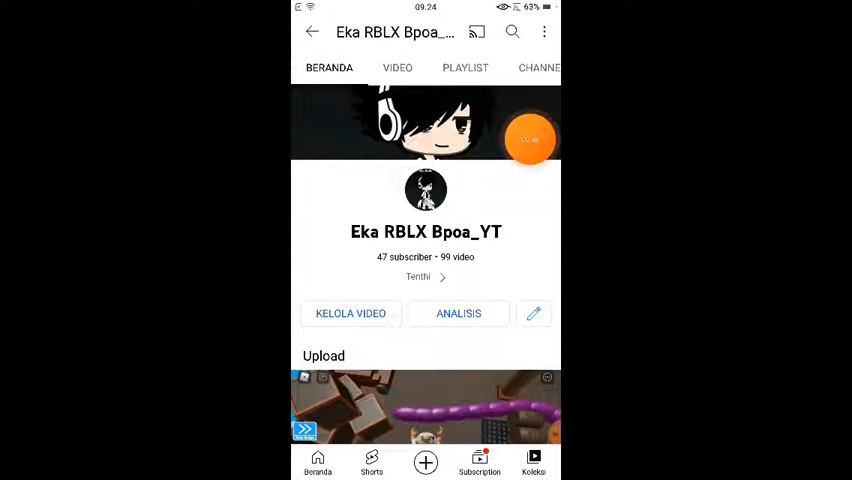 09.24
63%
Eka RBLX Bpoa_...
BERANDA
VIDEO
PLAYLIST
CHANNE
Eka RBLX Bpoa_YT
47 subscriber • 99 video
Tenthi
KELOLA VIDEO
ANALISIS
Upload
Beranda
Shorts
Subscription
Koleksi